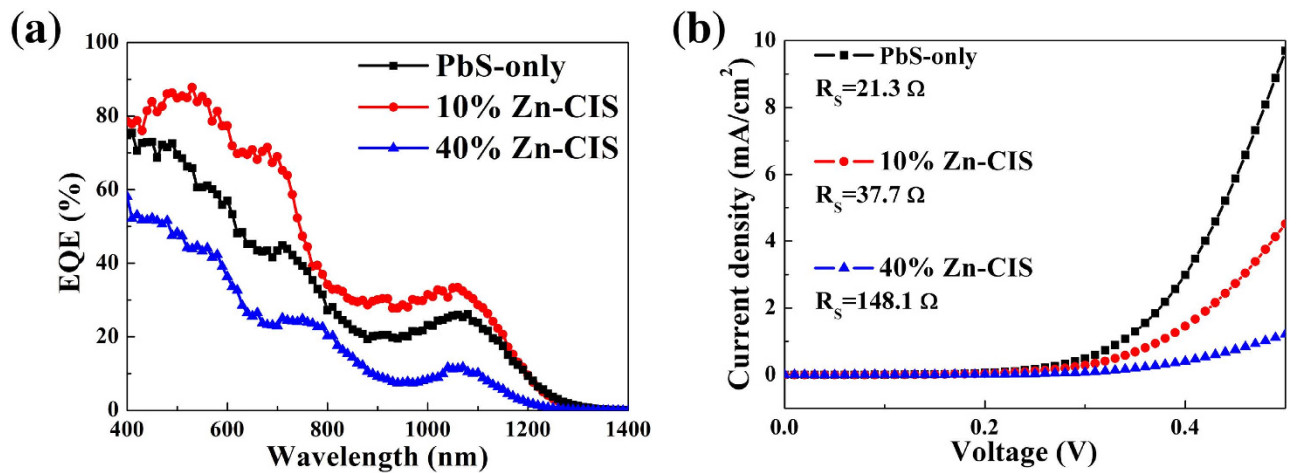 (a)
100
80
60
40
20
0
EQE (%)
PbS-only
10% Zn-CIS
40% Zn-CIS
400 600 800 1000 1200 1400
Wavelength (nm)
(b)
10
8
6
4
2
0
Current density (mA/cm²)
PbS-only
R_S=21.3 Ω
10% Zn-CIS
R_S=37.7 Ω
40% Zn-CIS
R_S=148.1 Ω
0.0 0.2 0.4
Voltage (V)